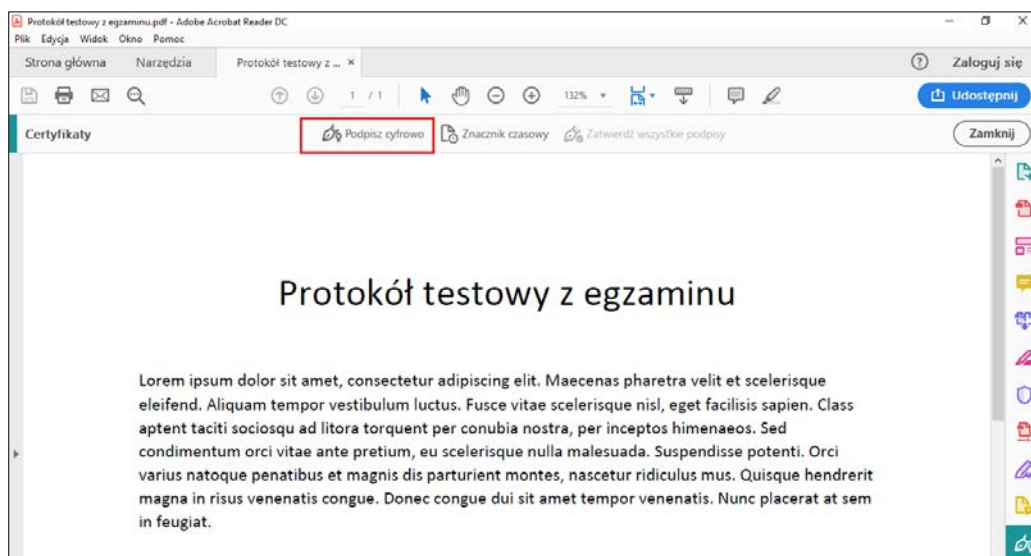 Protokół testowy z egzaminu.pdf - Adobe Acrobat Reader DC
Plik Edycja Widok Okno Pomoc
Strona główna Narzędzia Protokół testowy z ... × Zaloguj się
1 / 1 132% Udostępnij
Certyfikaty Podpisz cyfrowo Znacznik czasowy Zatwierdź wszystkie podpisy Zamknij
Protokół testowy z egzaminu
Lorem ipsum dolor sit amet, consectetur adipiscing elit. Maecenas pharetra velit et scelerisque
eleifend. Aliquam tempor vestibulum luctus. Fusce vitae scelerisque nisl, eget facilisis sapien. Class
aptent taciti sociosqu ad litora torquent per conubia nostra, per inceptos himenaeos. Sed
condimentum orci vitae ante pretium, eu scelerisque nulla malesuada. Suspendisse potenti. Orci
varius natoque penatibus et magnis dis parturient montes, nascetur ridiculus mus. Quisque hendrerit
magna in risus venenatis congue. Donec congue dui sit amet tempor venenatis. Nunc placerat at sem
in feugiat.